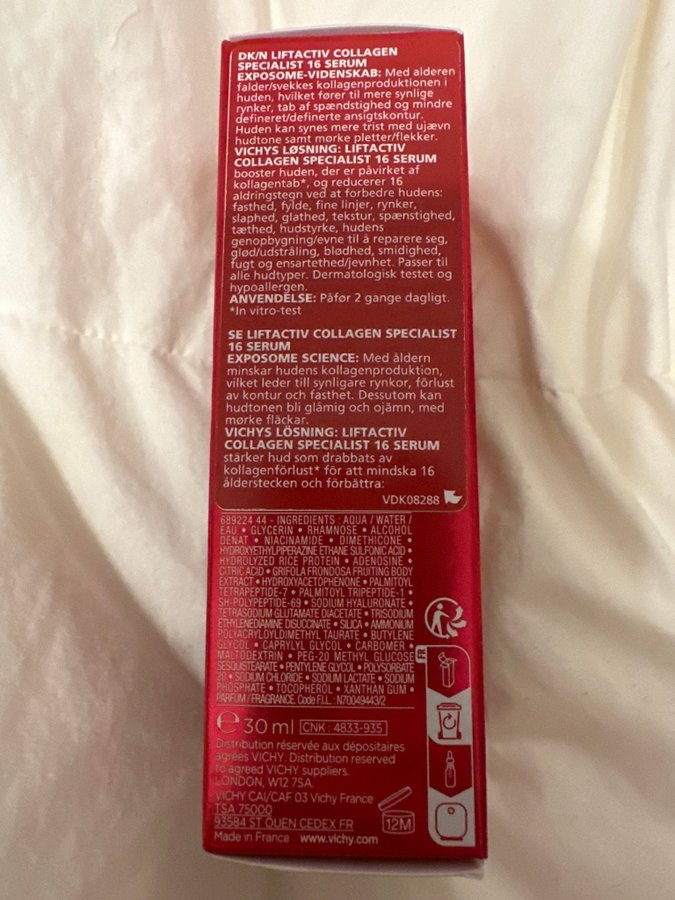 DK/N LIFTACTIV COLLAGEN
SPECIALIST 16 SERUM
EXPOSOME-VIDENSKAB: Med alderen
falder/svekkes kollagenproduktionen i
huden, hvilket fører til mere synlige
rynker, tab af spændstighed og mindre
defineret/definerte ansigtskontur.
Huden kan synes mere trist med ujævn
hudtone samt mørke pletter/flekker.
VICHYS LØSNING: LIFTACTIV
COLLAGEN SPECIALIST 16 SERUM
booster huden, der er påvirket af
kollagentab*, og reducerer 16
aldringstegn ved at forbedre hudens:
fasthed, fylde, fine linjer, rynker,
slaphed, glathed, tekstur, spænstighed,
tæthed, hudstyrke, hudens
genopbygning/evne til å reparere seg,
glød/udstråling, blødhed, smidighed,
fugt og ensartethed/jevnhet. Passer til
alle hudtyper. Dermatologisk testet og
hypoallergen.
ANVENDELSE: Påfør 2 gange dagligt.
*In vitro-test
SE LIFTACTIV COLLAGEN SPECIALIST
16 SERUM
EXPOSOME SCIENCE: Med åldern
minskar hudens kollagenproduktion,
vilket leder till synligare rynkor, förlust
av kontur och fasthet. Dessutom kan
hudtonen bli glåmig och ojämn, med
mörke fläckar.
VICHYS LÖSNING: LIFTACTIV
COLLAGEN SPECIALIST 16 SERUM
stärker hud som drabbats av
kollagenförlust* för att mindska 16
ålderstecken och förbättra:
VDK08288
689224 44 - INGREDIENTS : AQUA / WATER /
EAU • GLYCERIN • RHAMNOSE • ALCOHOL
DENAT • NIACINAMIDE • DIMETHICONE •
HYDROXYETHYLPIPERAZINE ETHANE SULFONIC ACID •
HYDROLYZED RICE PROTEIN • ADENOSINE •
CITRIC ACID • GRIFOLA FRONDOSA FRUITING BODY
EXTRACT • HYDROXYACETOPHENONE • PALMITOYL
TETRAPEPTIDE-7 • PALMITOYL TRIPEPTIDE-1 •
SH-POLYPEPTIDE-69 • SODIUM HYALURONATE •
TETRASODIUM GLUTAMATE DIACETATE • TRISODIUM
ETHYLENEDIAMINE DISUCCINATE • SILICA • AMMONIUM
POLYACRYLOYLDIMETHYL TAURATE • BUTYLENE
GLYCOL • CAPRYLYL GLYCOL • CARBOMER •
MALTODEXTRIN • PEG-20 METHYL GLUCOSE
SESQUISTEARATE • PENTYLENE GLYCOL • POLYSORBATE
20 • SODIUM CHLORIDE • SODIUM LACTATE • SODIUM
PHOSPHATE • TOCOPHEROL • XANTHAN GUM •
PARFUM / FRAGRANCE. Code F.I.L. : N70049443/2
FR
℮ 30 ml CNK : 4833-935
Distribution réservée aux dépositaires
agréés VICHY. Distribution reserved
to agreed VICHY suppliers.
LONDON, W12 7SA.
VICHY CAI/CAF 03 Vichy France
TSA 75000
93584 ST OUEN CEDEX FR
12M
Made in France www.vichy.com